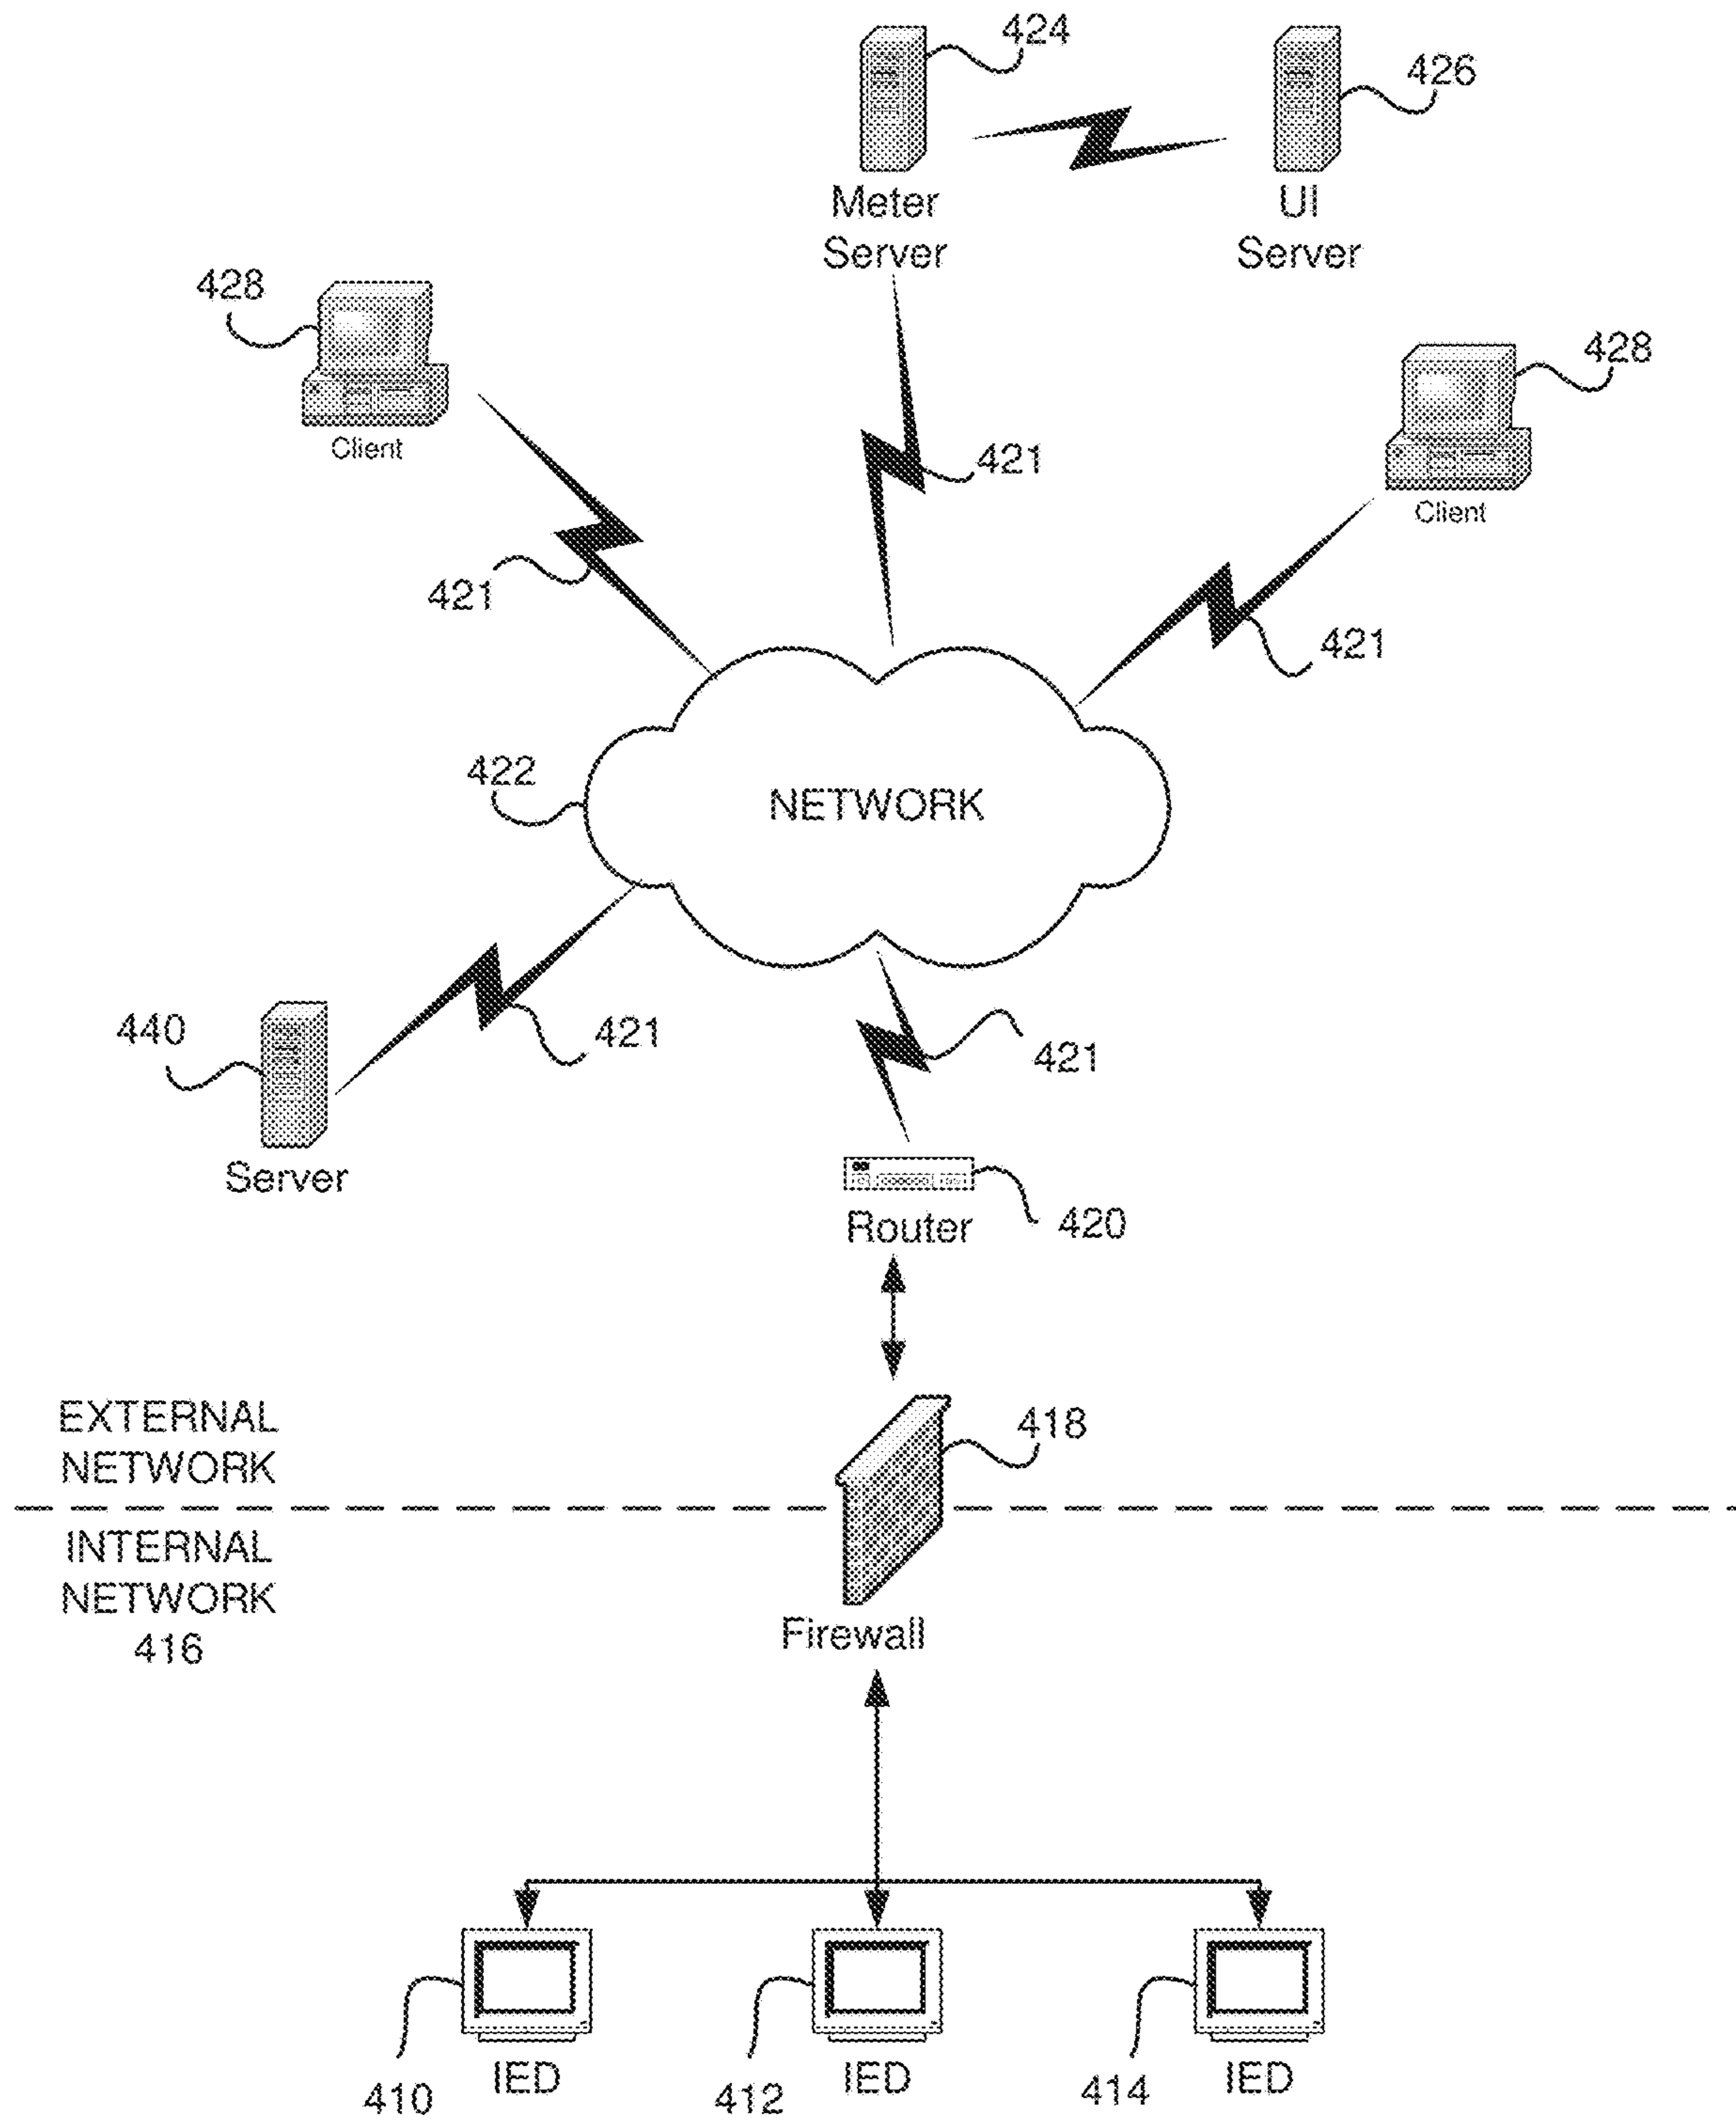 424
426
Meter
Server
UI
Server
428
Client
428
Client
421
421
421
422
NETWORK
440
Server
421
421
Router
420
EXTERNAL
NETWORK
418
INTERNAL
NETWORK
416
Firewall
410
IED
412
IED
414
IED